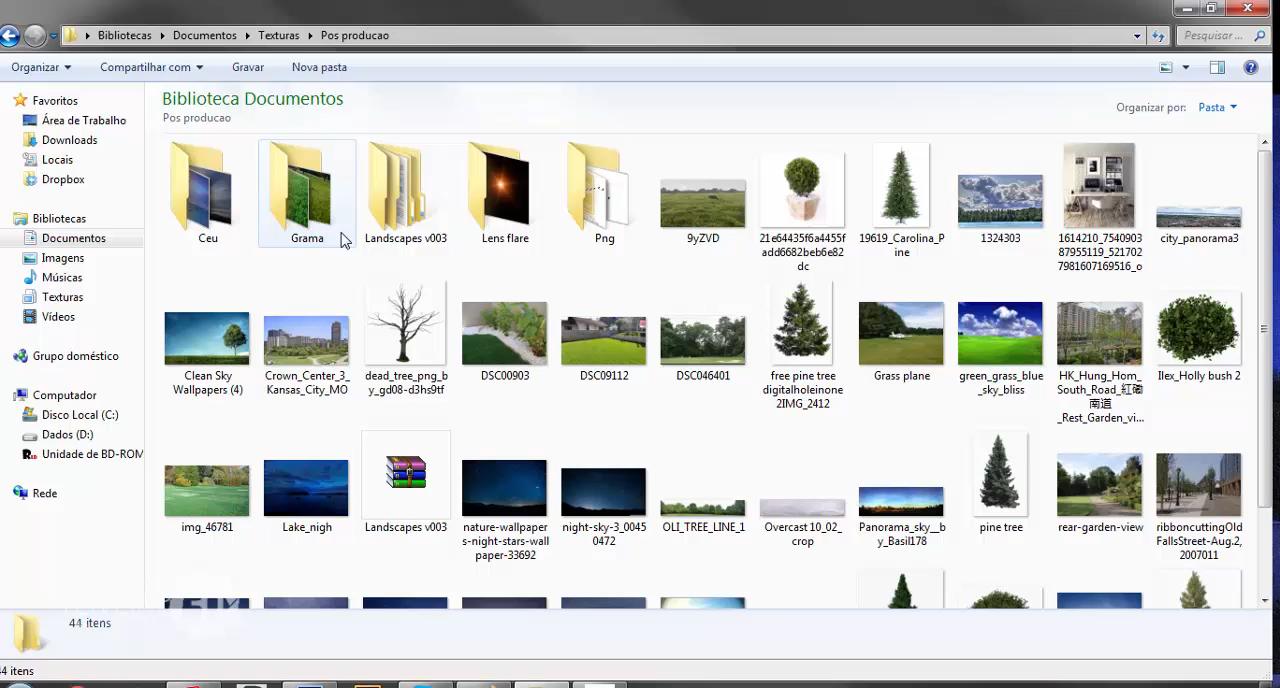 Bibliotecas Documentos Texturas Pos producao
Pesquisar ...
Organizar Compartilhar com Gravar Nova pasta
Favoritos
Área de Trabalho
Downloads
Locais
Dropbox
Bibliotecas
Documentos
Imagens
Músicas
Texturas
Vídeos
Grupo doméstico
Computador
Disco Local (C:)
Dados (D:)
Unidade de BD-ROM
Rede
Biblioteca Documentos
Pos producao
Organizar por: Pasta
Ceu
Grama
Landscapes v003
Lens flare
Png
9yZVD
21e64435f6a4455f
add6682beb6e82
dc
19619_Carolina_P
ine
1324303
1614210_7540903
87955119_521702
7981607169516_o
city_panorama3
Clean Sky
Wallpapers (4)
Crown_Center_3_
Kansas_City_MO
dead_tree_png_b
y_gd08-d3hs9tf
DSC00903
DSC09112
DSC046401
free pine tree
digitalholeinone
2IMG_2412
Grass plane
green_grass_blue
_sky_bliss
HK_Hung_Hom_
South_Road_紅磡
南道
_Rest_Garden_vi...
Ilex_Holly bush 2
img_46781
Lake_nigh
Landscapes v003
nature-wallpaper
s-night-stars-wall
paper-33692
night-sky-3_0045
0472
OLI_TREE_LINE_1
Overcast 10_02_
crop
Panorama_sky__b
y_Basil178
pine tree
rear-garden-view
ribboncuttingOld
FallsStreet-Aug.2,
2007011
44 itens
44 itens